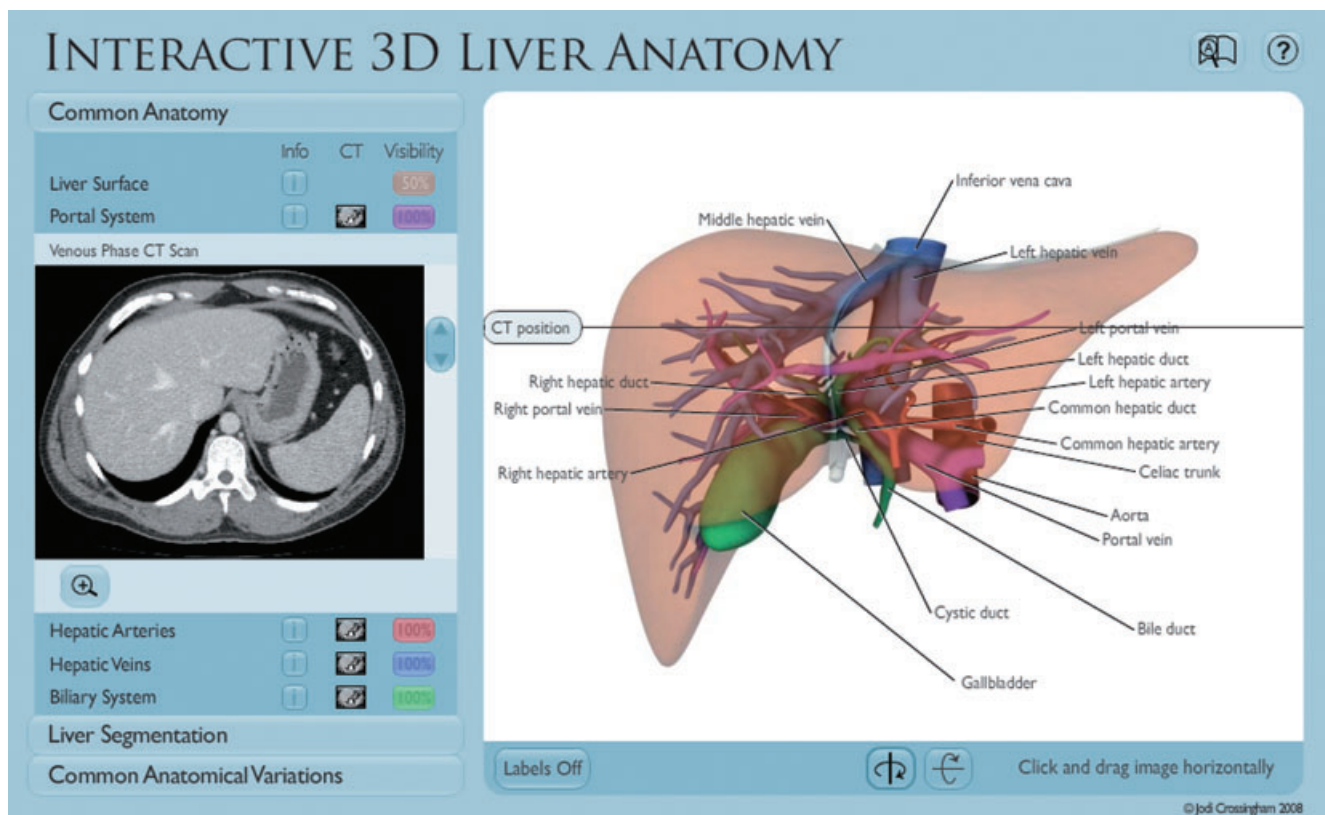 INTERACTIVE 3D LIVER ANATOMY
?
Common Anatomy
Info CT Visibility
Liver Surface i 50%
Portal System i 100%
Venous Phase CT Scan
Hepatic Arteries i 100%
Hepatic Veins i 100%
Biliary System i 100%
Liver Segmentation
Common Anatomical Variations
Inferior vena cava
Middle hepatic vein
Left hepatic vein
CT position
Left portal vein
Left hepatic duct
Right hepatic duct
Left hepatic artery
Right portal vein
Common hepatic duct
Common hepatic artery
Right hepatic artery
Celiac trunk
Aorta
Portal vein
Cystic duct
Bile duct
Gallbladder
Labels Off
Click and drag image horizontally
© Jodi Crossingham 2008